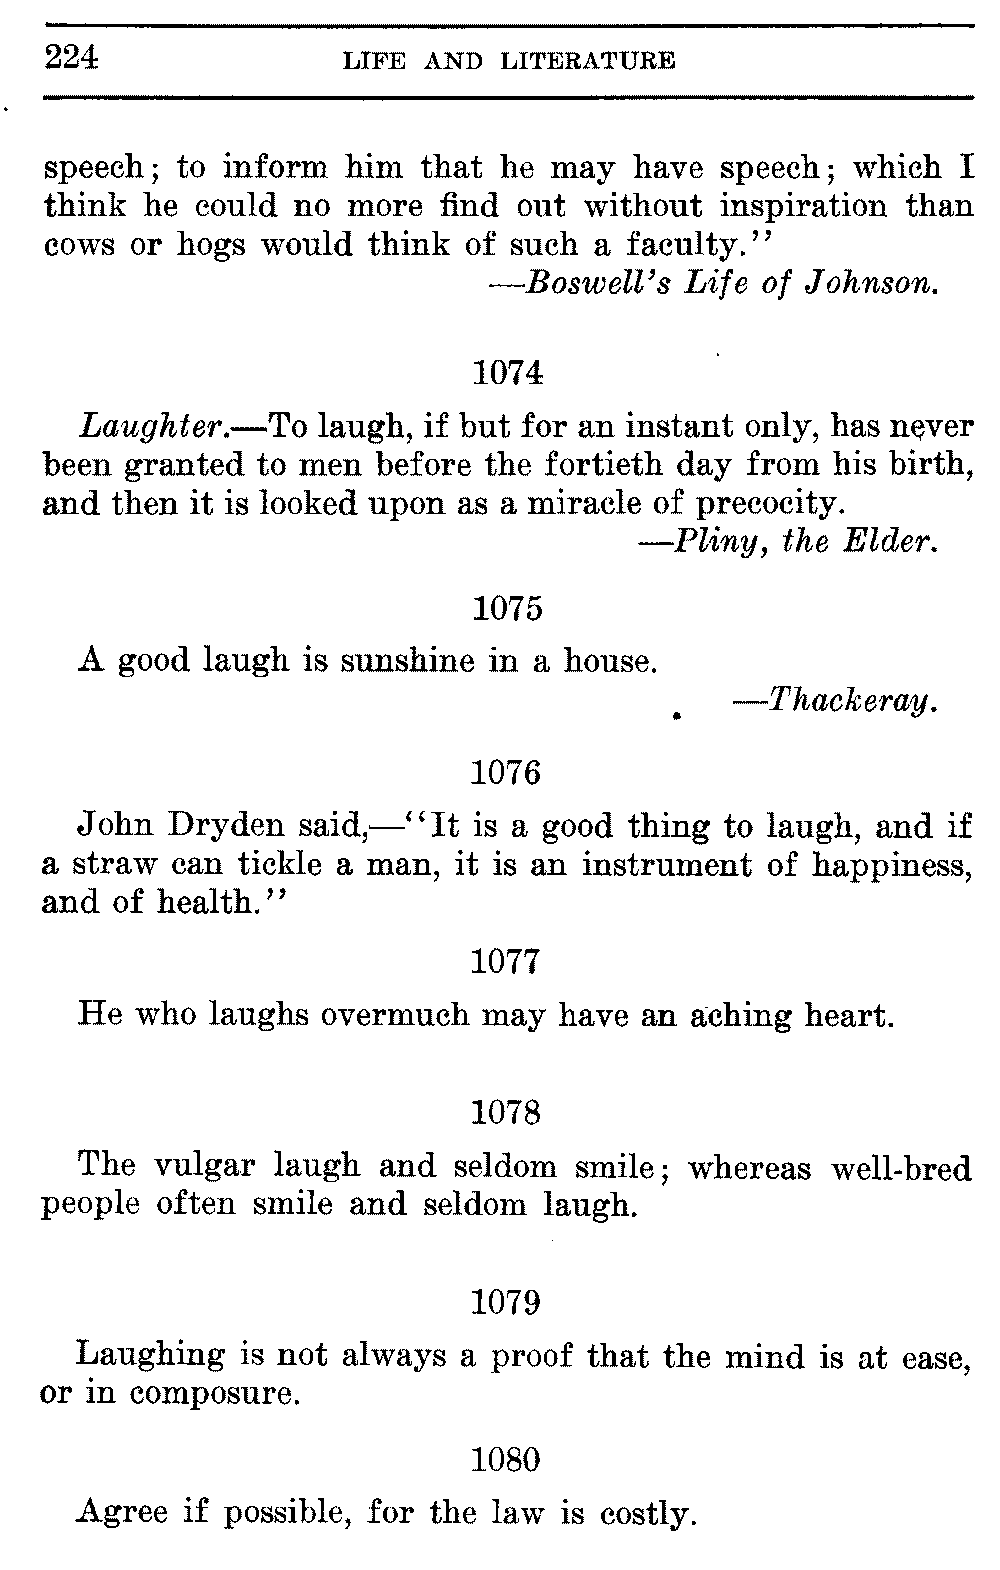 224 LIFE AND LITERATURE
speech; to inform him that he may have speech; which I
think he could no more find out without inspiration than
cows or hogs would think of such a faculty.''
—Boswell's Life of Johnson.
1074
Laughter.—To laugh, if but for an instant only, has never
been granted to men before the fortieth day from his birth,
and then it is looked upon as a miracle of precocity.
—Pliny, the Elder.
1075
A good laugh is sunshine in a house.
—Thackeray.
1076
John Dryden said,—‘‘It is a good thing to laugh, and if
a straw can tickle a man, it is an instrument of happiness,
and of health.''
1077
He who laughs overmuch may have an aching heart.
1078
The vulgar laugh and seldom smile; whereas well-bred
people often smile and seldom laugh.
1079
Laughing is not always a proof that the mind is at ease,
or in composure.
1080
Agree if possible, for the law is costly.